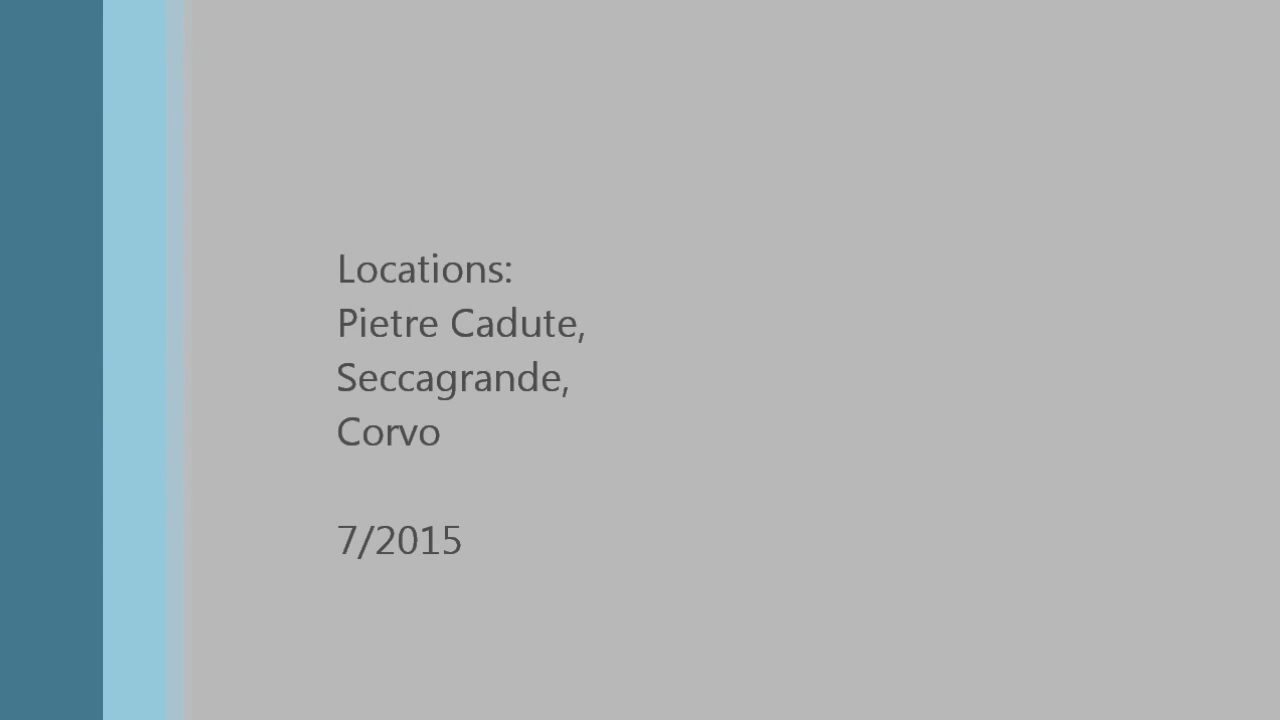 Locations:
Pietre Cadute,
Seccagrande,
Corvo
7/2015